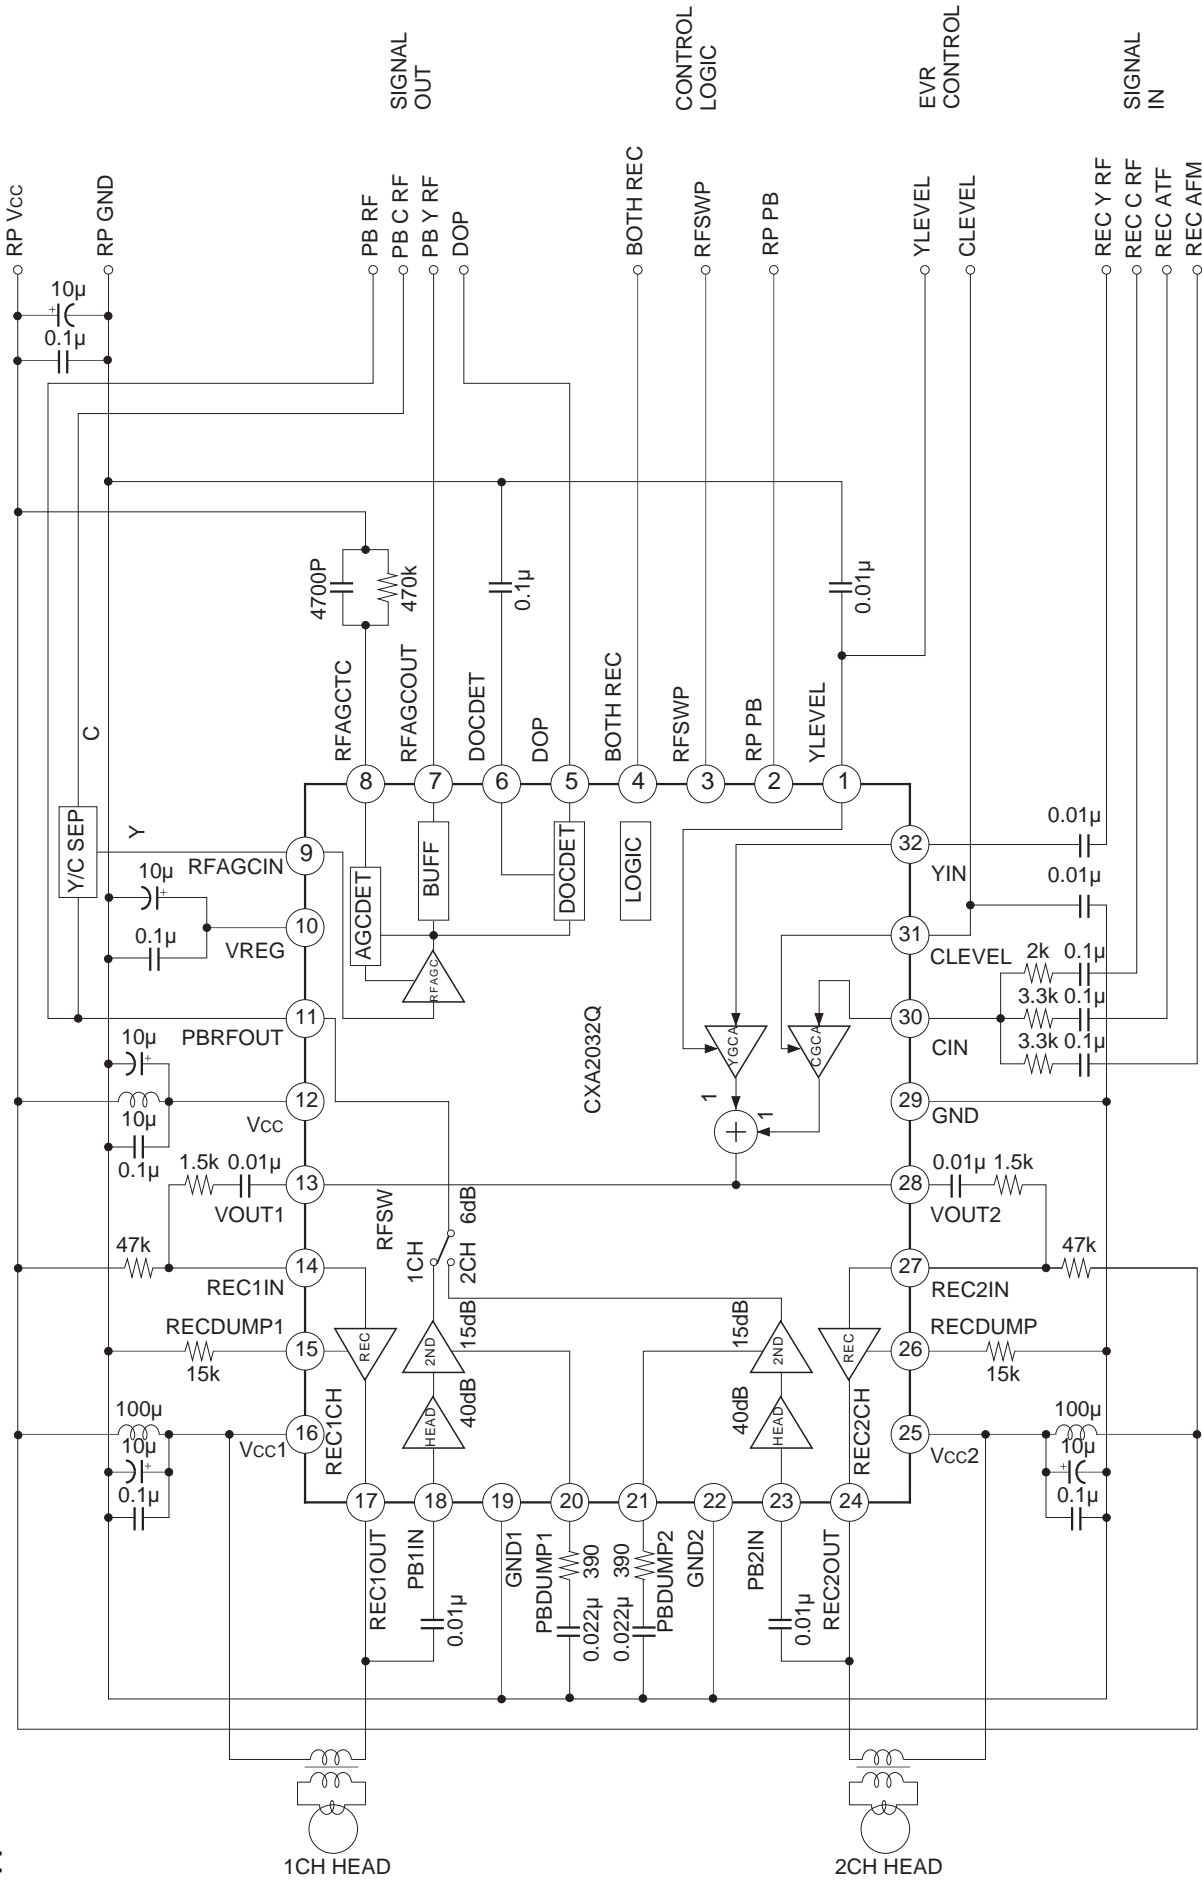 RP Vcc
RP GND
10µ
+
0.1µ
PB RF
PB C RF
PB Y RF
DOP
SIGNAL
OUT
BOTH REC
RFSWP
RP PB
CONTROL
LOGIC
YLEVEL
CLEVEL
EVR
CONTROL
REC Y RF
REC C RF
REC ATF
REC AFM
SIGNAL
IN
C
Y/C SEP
Y
4700P
470k
0.1µ
0.01µ
RFAGCTC
RFAGCOUT
DOCDET
DOP
BOTH REC
RFSWP
RP PB
YLEVEL
8
7
6
5
4
3
2
1
9
RFAGCIN
10µ
+
0.1µ
10
VREG
11
PBRFOUT
10µ
+
10µ
0.1µ
12
Vcc
1.5k
0.01µ
13
VOUT1
47k
14
REC1IN
RECDUMP1
15k
15
100µ
10µ
+
0.1µ
16
Vcc1
AGCDET
BUFF
DOCDET
LOGIC
RFAGC
CXA2032Q
YGCA
CGCA
1
1
+
RFSW
1CH
2CH
6dB
15dB
2ND
40dB
HEAD
REC
REC1CH
15dB
2ND
40dB
HEAD
REC
REC2CH
32
YIN
0.01µ
0.01µ
31
CLEVEL
2k
0.1µ
3.3k
0.1µ
3.3k
0.1µ
30
CIN
29
GND
28
VOUT2
0.01µ
1.5k
27
REC2IN
47k
26
RECDUMP
15k
25
Vcc2
100µ
10µ
+
0.1µ
17
18
19
20
21
22
23
24
REC1OUT
PB1IN
0.01µ
GND1
PBDUMP1
390
0.022µ
PBDUMP2
390
0.022µ
GND2
PB2IN
0.01µ
REC2OUT
1CH HEAD
2CH HEAD